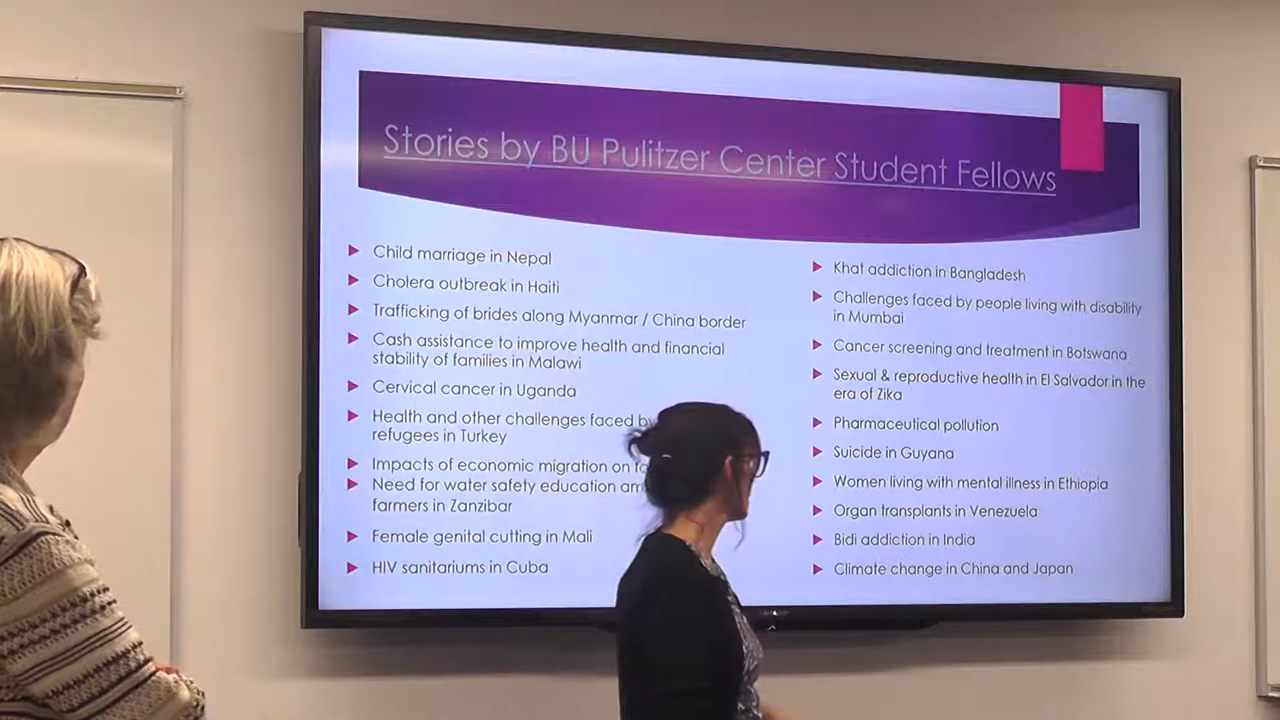 Stories by BU Pulitzer Center Student Fellows
Child marriage in Nepal
Cholera outbreak in Haiti
Trafficking of brides along Myanmar / China border
Cash assistance to improve health and financial
stability of families in Malawi
Cervical cancer in Uganda
Health and other challenges faced by
refugees in Turkey
Impacts of economic migration on
Need for water safety education
farmers in Zanzibar
Female genital cutting in Mali
HIV sanitariums in Cuba
Khat addiction in Bangladesh
Challenges faced by people living with disability
in Mumbai
Cancer screening and treatment in Botswana
Sexual & reproductive health in El Salvador in the
era of Zika
Pharmaceutical pollution
Suicide in Guyana
Women living with mental illness in Ethiopia
Organ transplants in Venezuela
Bidi addiction in India
Climate change in China and Japan